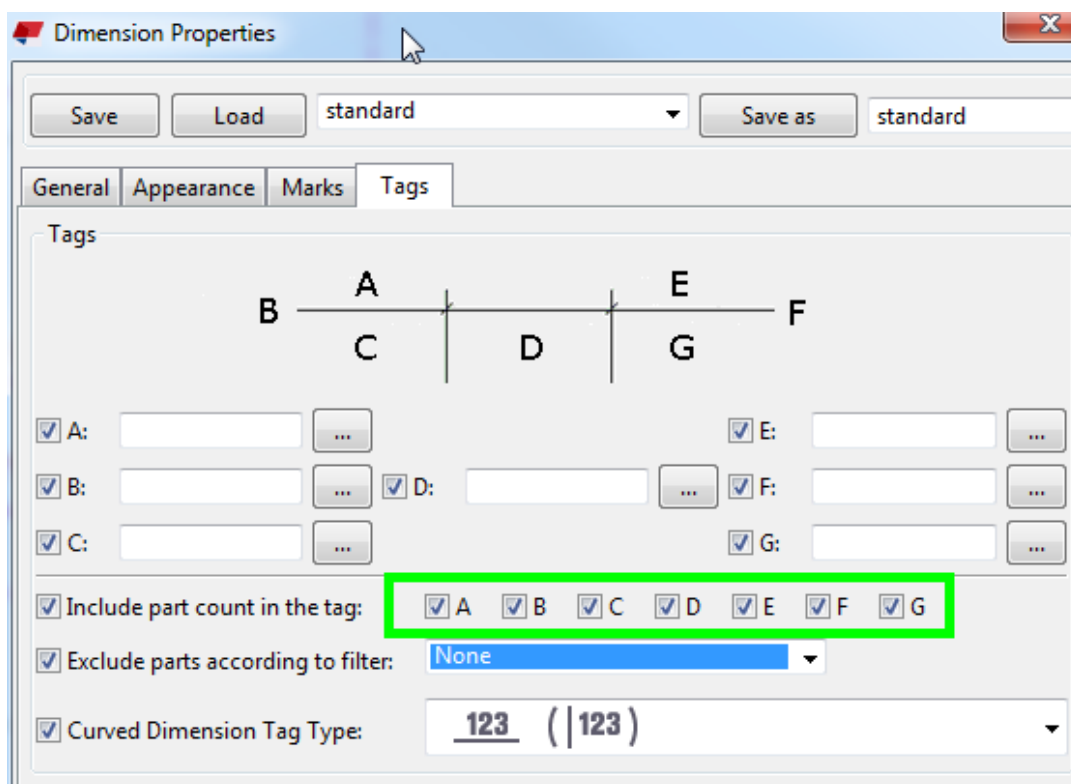 Dimension Properties
Save Load standard Save as standard
General Appearance Marks Tags
Tags
A E
B F
C D G
A: ... E: ...
B: ... D: ... F: ...
C: ... G: ...
Include part count in the tag: A B C D E F G
Exclude parts according to filter: None
Curved Dimension Tag Type: 123 ( |123 )